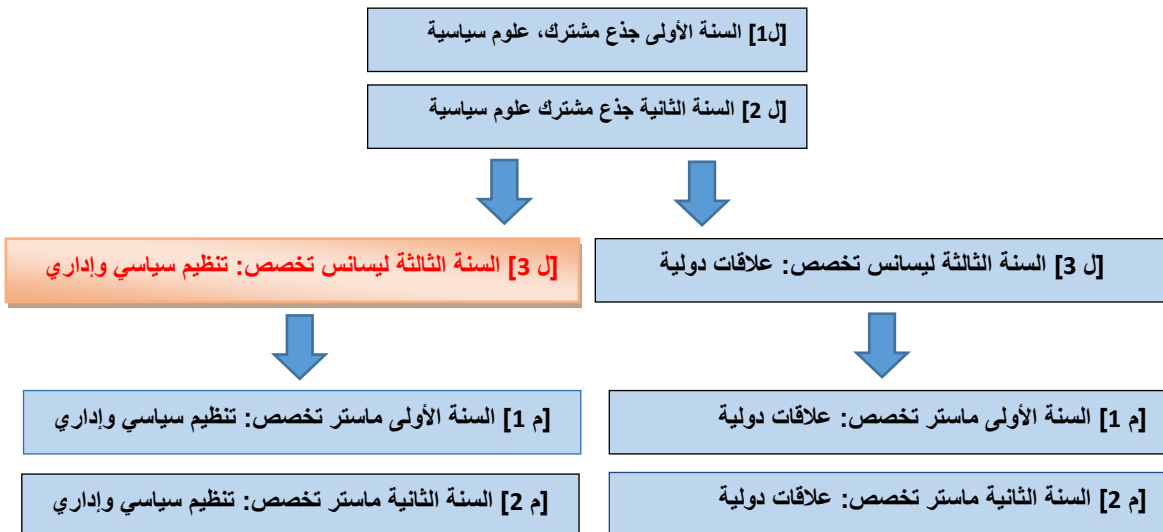 [ل1] السنة الأولى جذع مشترك، علوم سياسية
[ل 2] السنة الثانية جذع مشترك علوم سياسية
[ل 3] السنة الثالثة ليسانس تخصص: علاقات دولية
[ل 3] السنة الثالثة ليسانس تخصص: تنظيم سياسي وإداري
[م 1] السنة الأولى ماستر تخصص: علاقات دولية
[م 1] السنة الأولى ماستر تخصص: تنظيم سياسي وإداري
[م 2] السنة الثانية ماستر تخصص: علاقات دولية
[م 2] السنة الثانية ماستر تخصص: تنظيم سياسي وإداري